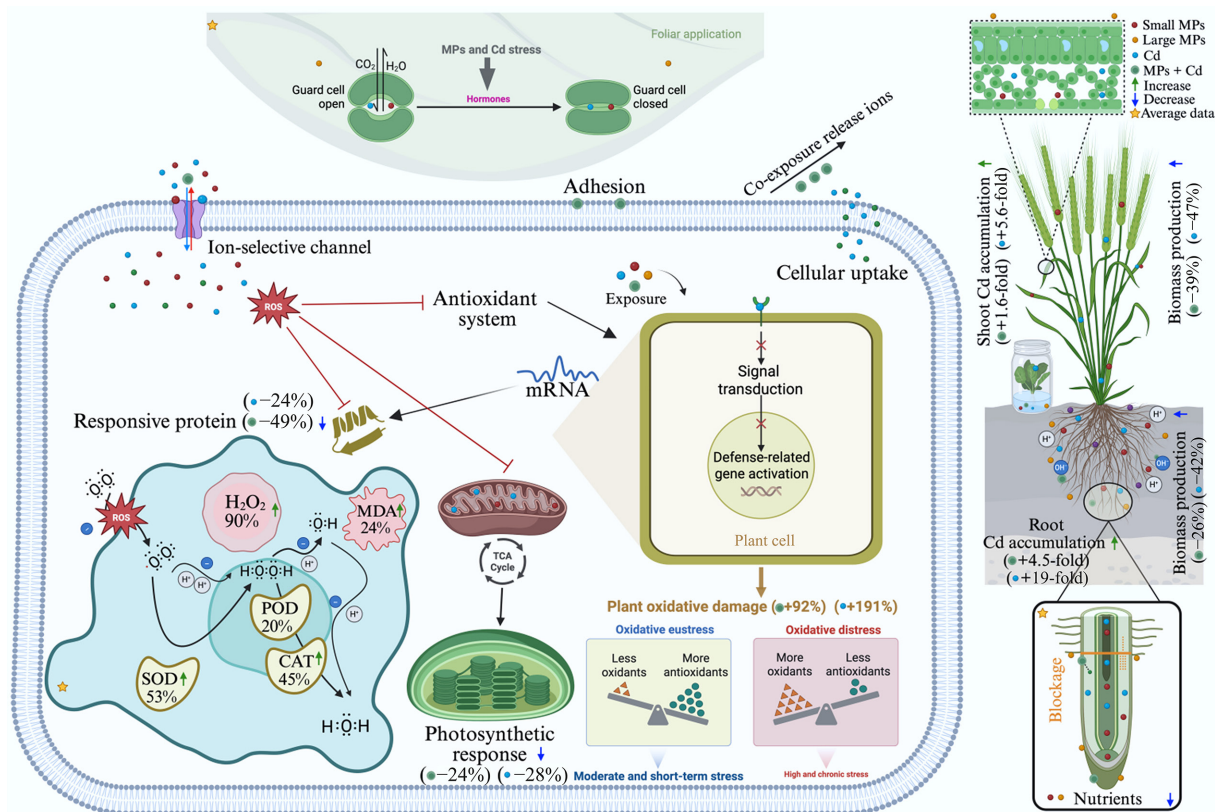 Foliar application
MPs and Cd stress
CO₂
H₂O
Guard cell
open
Hormones
Guard cell
closed
Small MPs
Large MPs
Cd
MPs + Cd
Increase
Decrease
Average data
Co-exposure release ions
Adhesion
Ion-selective channel
Cellular uptake
ROS
Antioxidant
system
Exposure
mRNA
Signal
transduction
Defense-related
gene activation
Plant cell
(−24%)
Responsive protein (−49%)
ROS
O:O
H₂O₂
90%
MDA
24%
O:O
O:H
H⁺
H⁺
H:O:O:H
H⁺
POD
20%
CAT
45%
SOD
53%
H:O:H
TCA
Cycle
Photosynthetic
response
(−24%) (−28%)
Plant oxidative damage (+92%) (+191%)
Oxidative eustress
Less
oxidants
More
antioxidants
Moderate and short-term stress
Oxidative distress
More
oxidants
Less
antioxidants
High and chronic stress
Shoot Cd accumulation
(+1.6-fold) (+5.6-fold)
Biomass production
(−39%) (−47%)
H⁺
H⁺
OH⁻
OH⁻
H⁺
Biomass production
(−26%) (−42%)
Root
Cd accumulation
(+4.5-fold)
(+19-fold)
Blockage
Nutrients